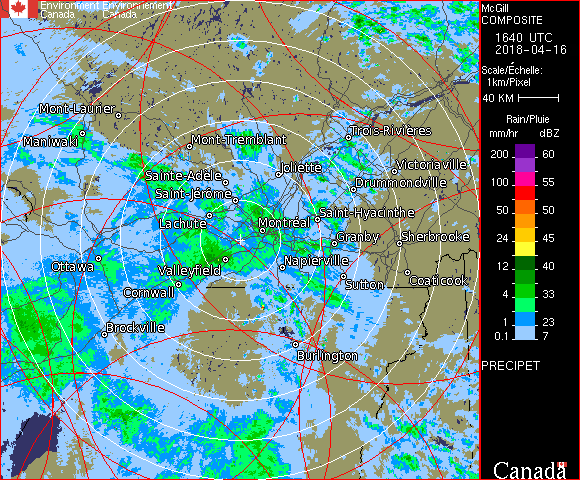 Environment Environnement
Canada Canada
Mont-Laurier
Maniwaki
Mont-Tremblant
Trois-Rivières
Joliette
Victoriaville
Sainte-Adèle
Drummondville
Saint-Jérôme
Saint-Hyacinthe
Lachute
Montréal
Granby
Sherbrooke
Ottawa
Valleyfield
Napierville
Coaticook
Sutton
Cornwall
Brockville
Burlington
McGill
COMPOSITE
1640 UTC
2018-04-16
Scale/Échelle:
1km/Pixel
40 KM
Rain/Pluie
mm/hr dBZ
200 60
100 55
50 50
24 45
12 40
4 33
1 23
0.1 7
PRECIPET
Canada